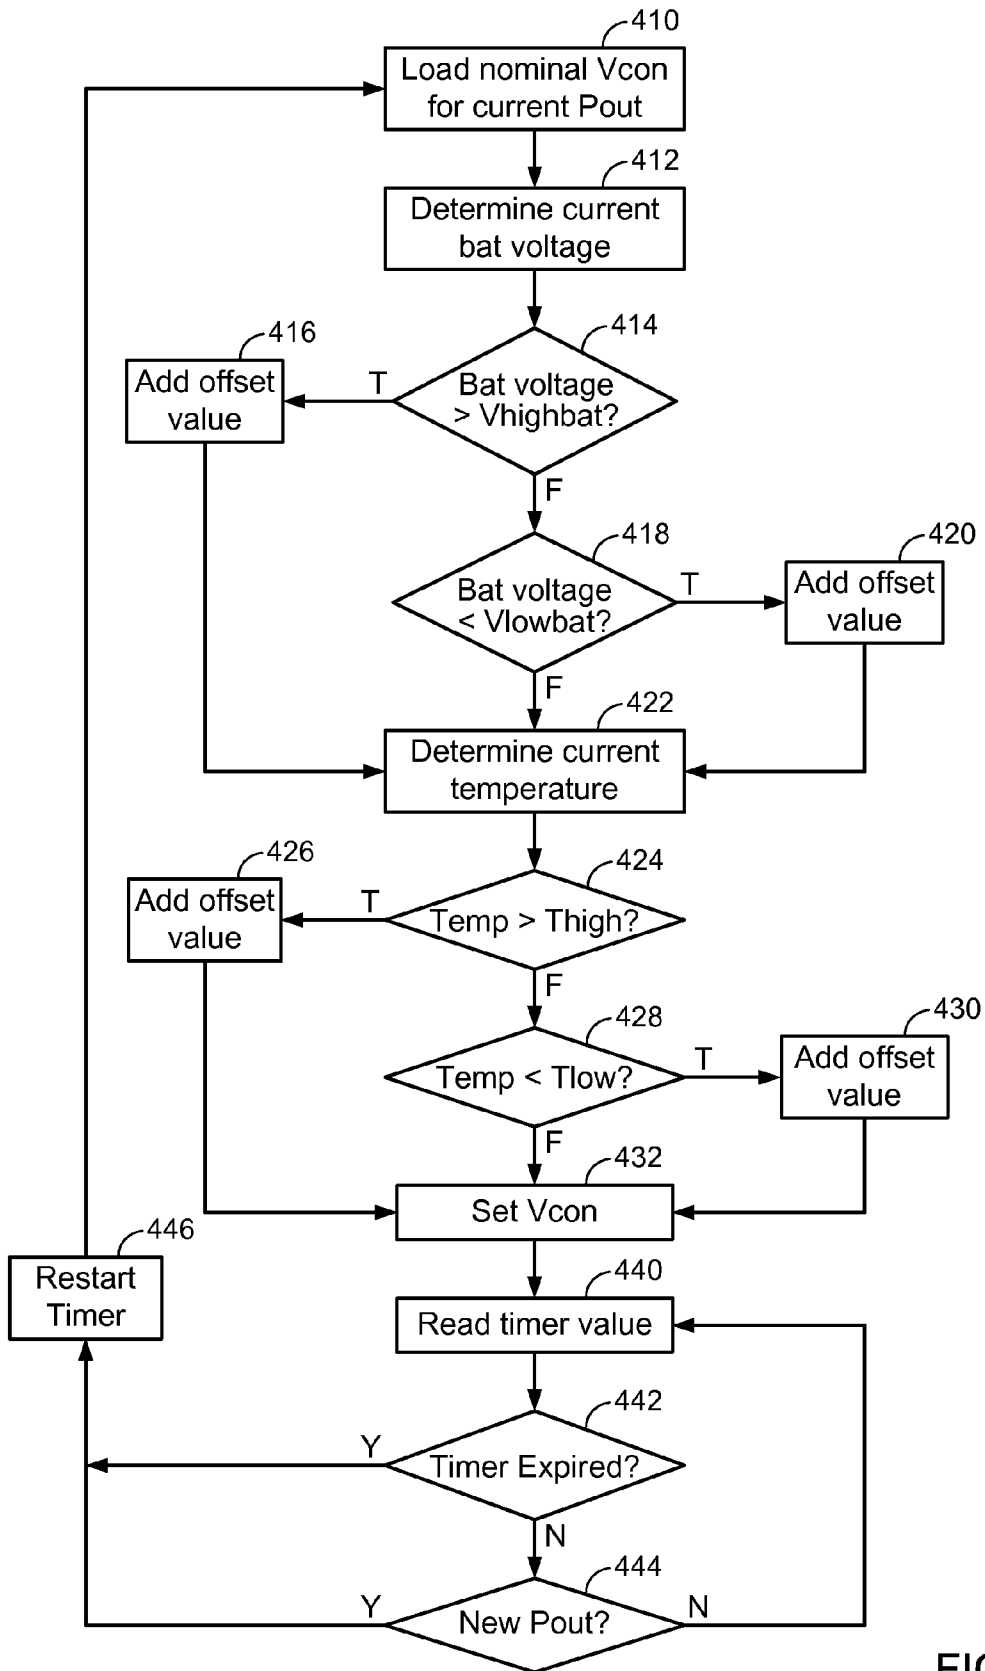 410
Load nominal Vcon
for current Pout
412
Determine current
bat voltage
414
416
Add offset
value
T
Bat voltage
> Vhighbat?
F
418
420
Bat voltage
< Vlowbat?
T
Add offset
value
F
422
Determine current
temperature
424
426
Add offset
value
T
Temp > Thigh?
F
428
430
Temp < Tlow?
T
Add offset
value
F
432
Set Vcon
446
Restart
Timer
440
Read timer value
442
Y
Timer Expired?
N
444
Y
New Pout?
N